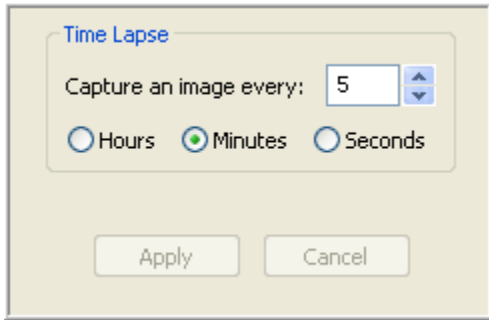 Time Lapse
Capture an image every: 5
Hours Minutes Seconds
Apply Cancel